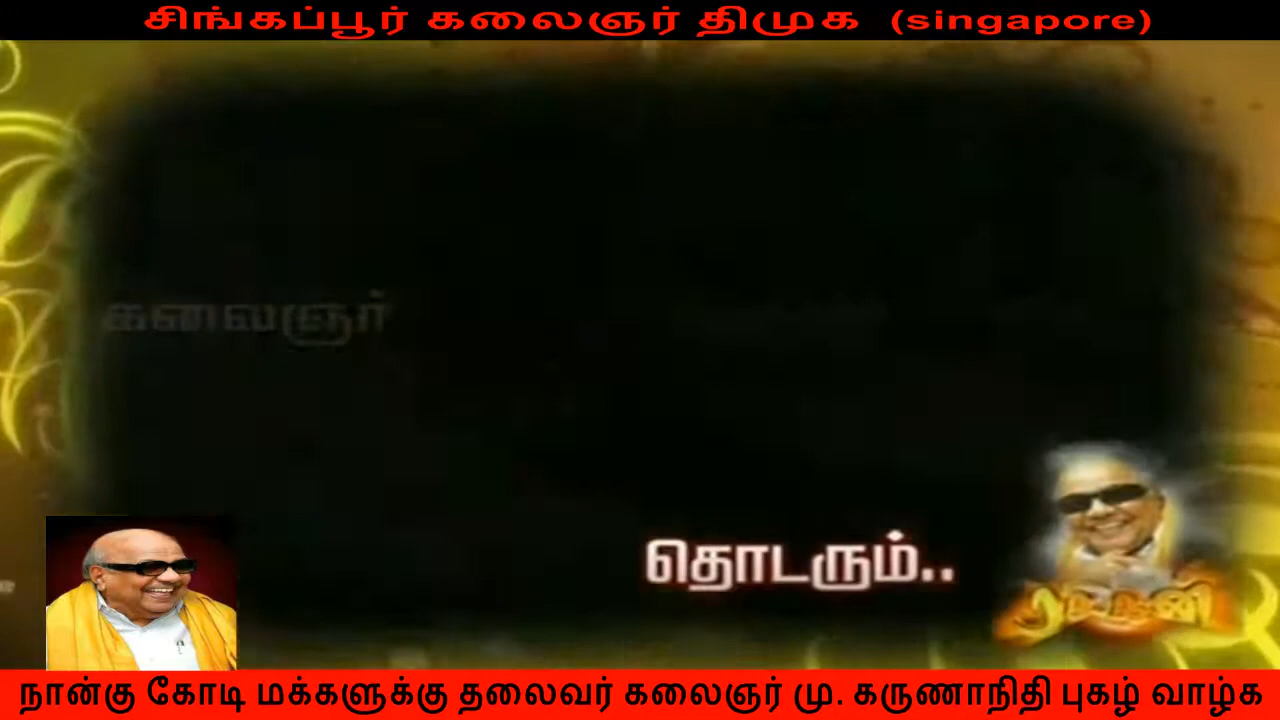 சிங்கப்பூர் கலைஞர் திமுக (singapore)
கலைஞர்
தொடரும்..
நான்கு கோடி மக்களுக்கு தலைவர் கலைஞர் மு. கருணாநிதி புகழ் வாழ்க